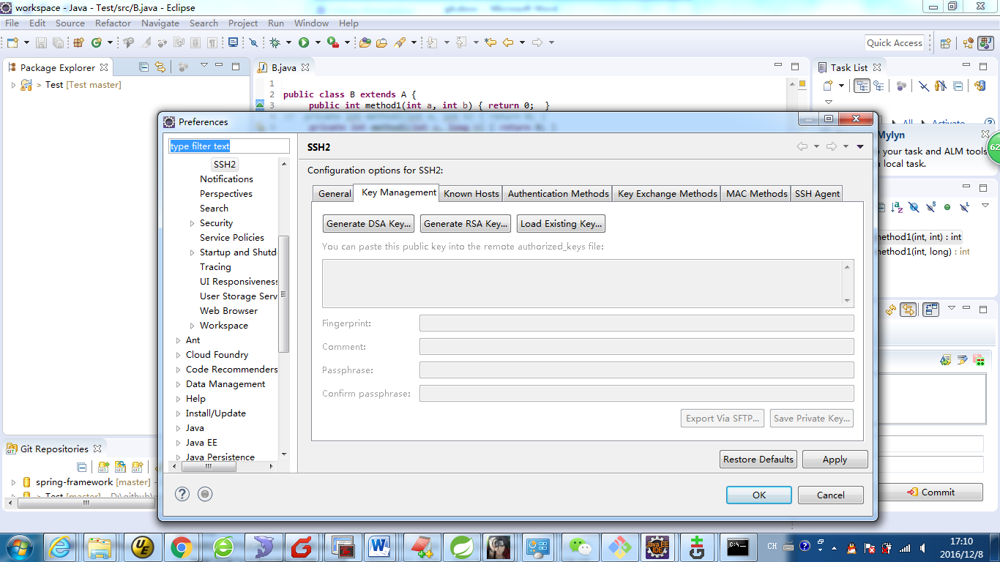 workspace - Java - Test/src/B.java - Eclipse
File Edit Source Refactor Navigate Search Project Run Window Help
Quick Access
Package Explorer
B.java
Task List
> Test [Test master]
1
2 public class B extends A {
3 public int method1(int a, int b) { return 0; }
All Activate
Mylyn
your task and ALM tools
local task.
62
method1(int, int) : int
method1(int, long) : int
Commit
Preferences
type filter text
SSH2
Notifications
Perspectives
Search
Security
Service Policies
Startup and Shutd
Tracing
UI Responsiveness
User Storage Serv
Web Browser
Workspace
Ant
Cloud Foundry
Code Recommenders
Data Management
Help
Install/Update
Java
Java EE
Java Persistence
SSH2
Configuration options for SSH2:
General Key Management Known Hosts Authentication Methods Key Exchange Methods MAC Methods SSH Agent
Generate DSA Key... Generate RSA Key... Load Existing Key...
You can paste this public key into the remote authorized_keys file:
Fingerprint:
Comment:
Passphrase:
Confirm passphrase:
Export Via SFTP... Save Private Key...
Restore Defaults Apply
OK Cancel
Git Repositories
spring-framework [master] -
> Test [master] - D:\github\
CH
17:10
2016/12/8